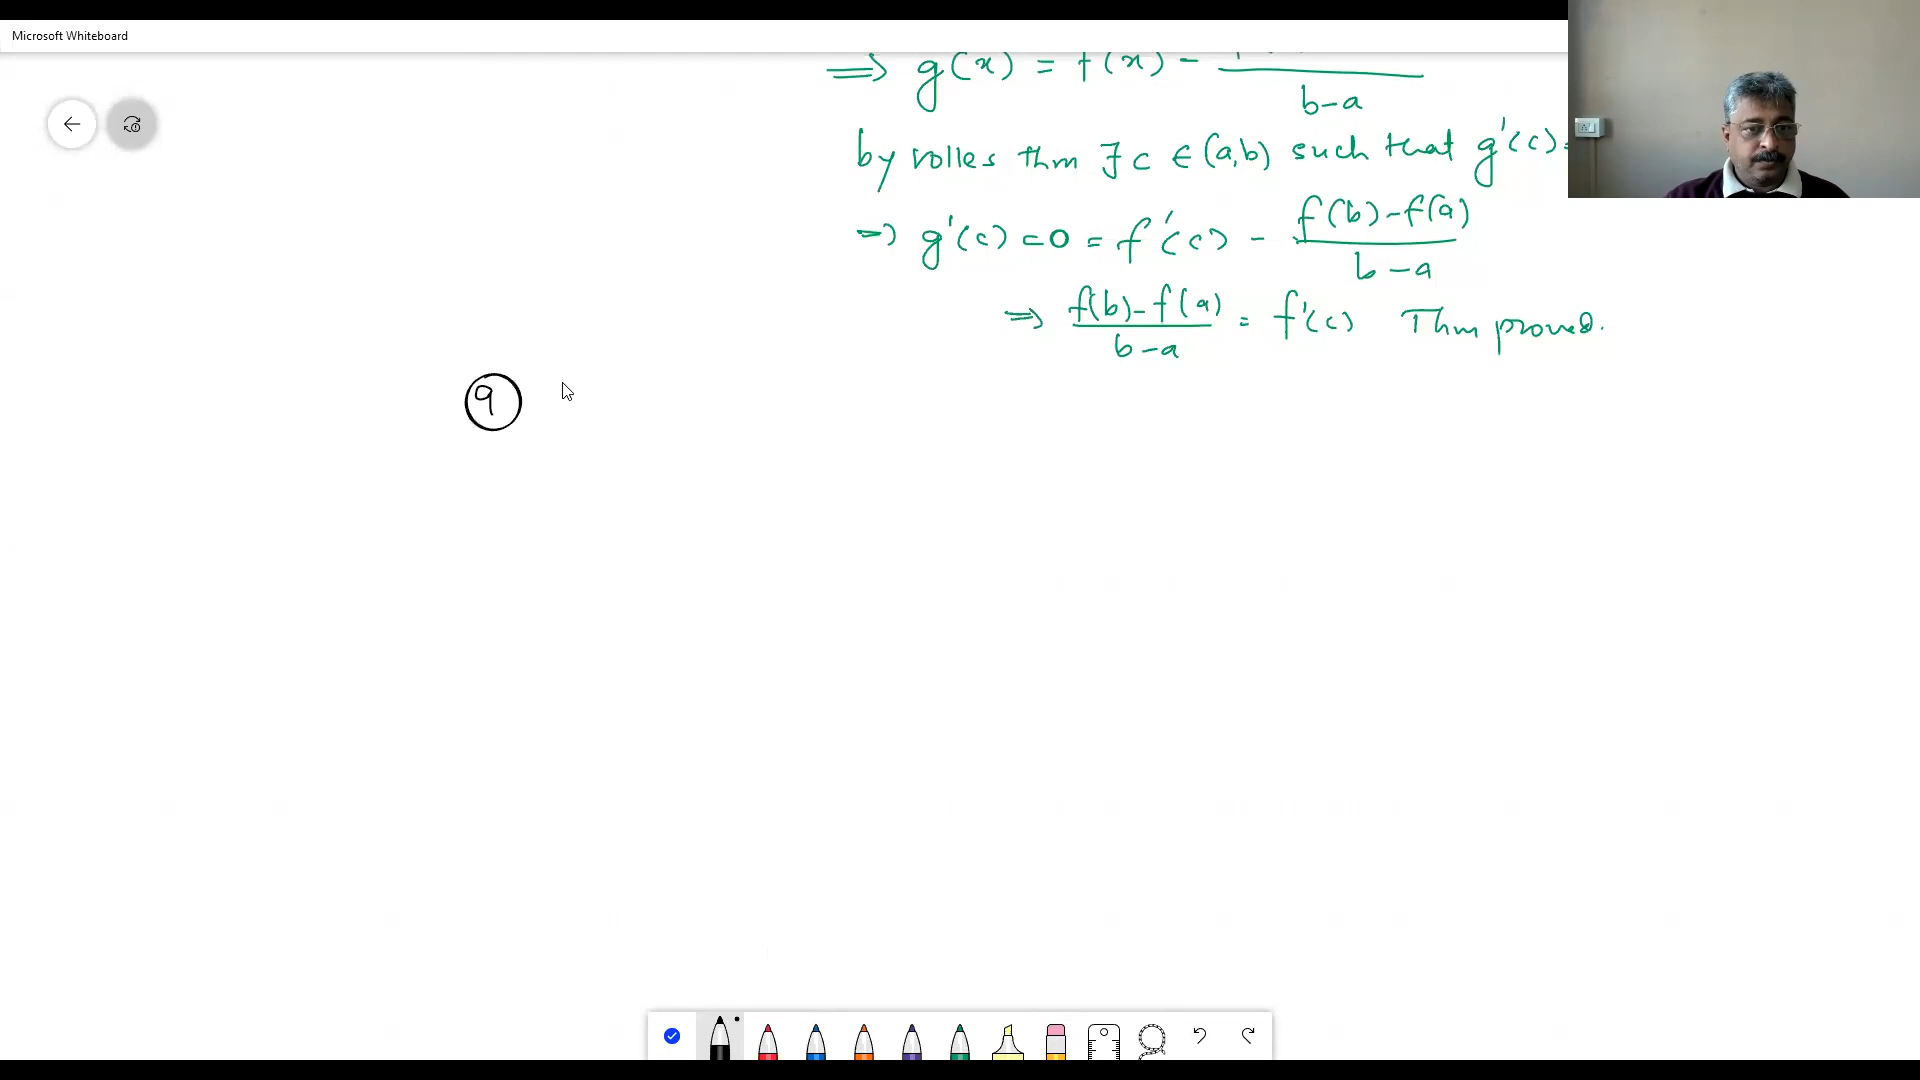 Microsoft Whiteboard
⟹ g(x) = f(x) -
b-a
by rolles thm ∃ c ∈ (a,b) such that g'(c) =
=) g'(c) = 0 = f'(c) - f(b)-f(a)
b-a
⟹ f(b)-f(a) = f'(c) Thm proved.
b-a
9